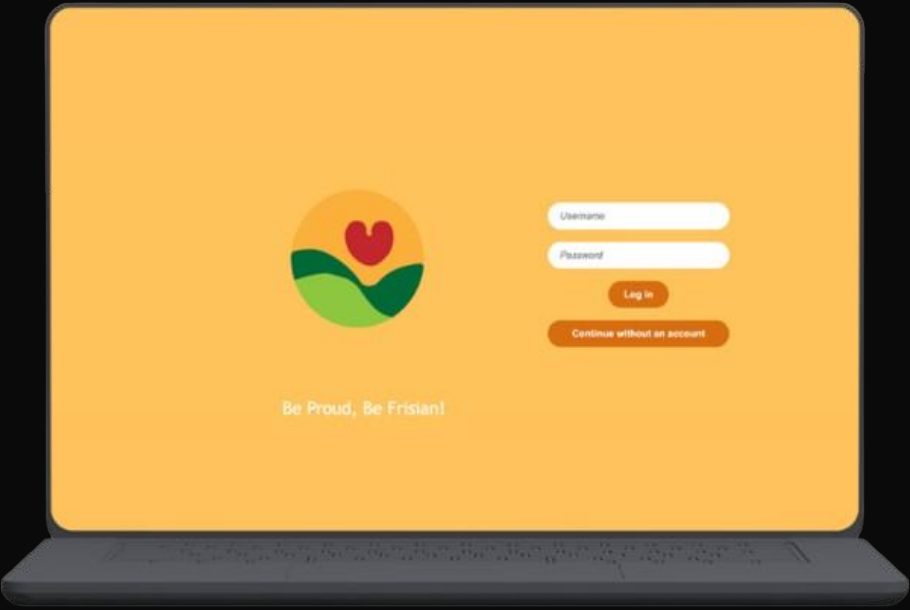 Be Proud, Be Frisian!
Username
Password
Log in
Continue without an account